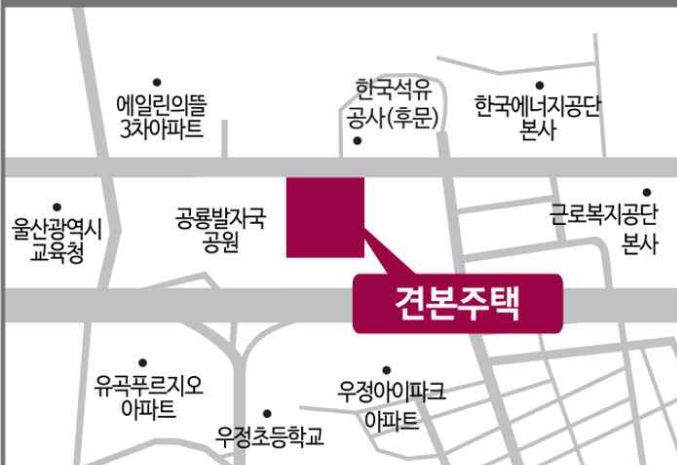 에일린의뜰
3차아파트
한국석유
공사(후문)
한국에너지공단
본사
울산광역시
교육청
공룡발자국
공원
근로복지공단
본사
견본주택
유곡푸르지오
아파트
우정초등학교
우정아이파크
아파트